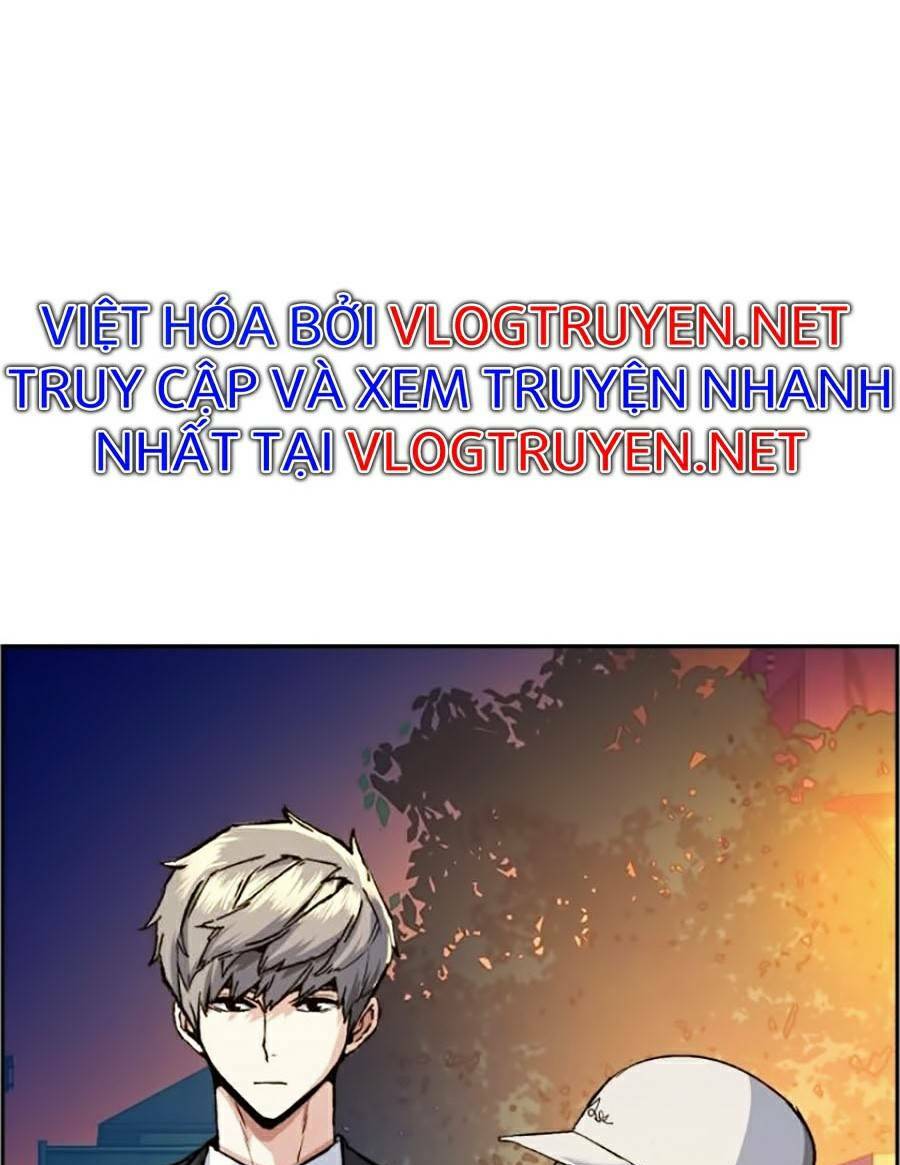 VIỆT HÓA BỞI VLOGTRUYEN.NET
TRUY CẬP VÀ XEM TRUYỆN NHANH
NHẤT TẠI VLOGTRUYEN.NET